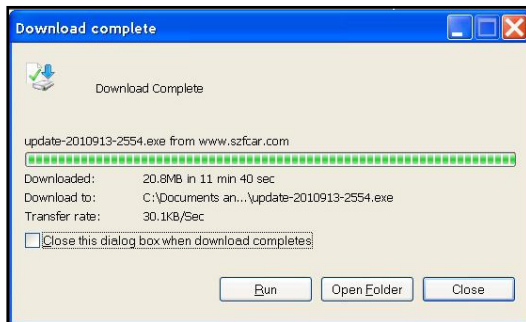 Download complete
Download Complete
update-2010913-2554.exe from www.szfcar.com
Downloaded: 20.8MB in 11 min 40 sec
Download to: C:\Documents an...\update-2010913-2554.exe
Transfer rate: 30.1KB/Sec
Close this dialog box when download completes
Run Open Folder Close